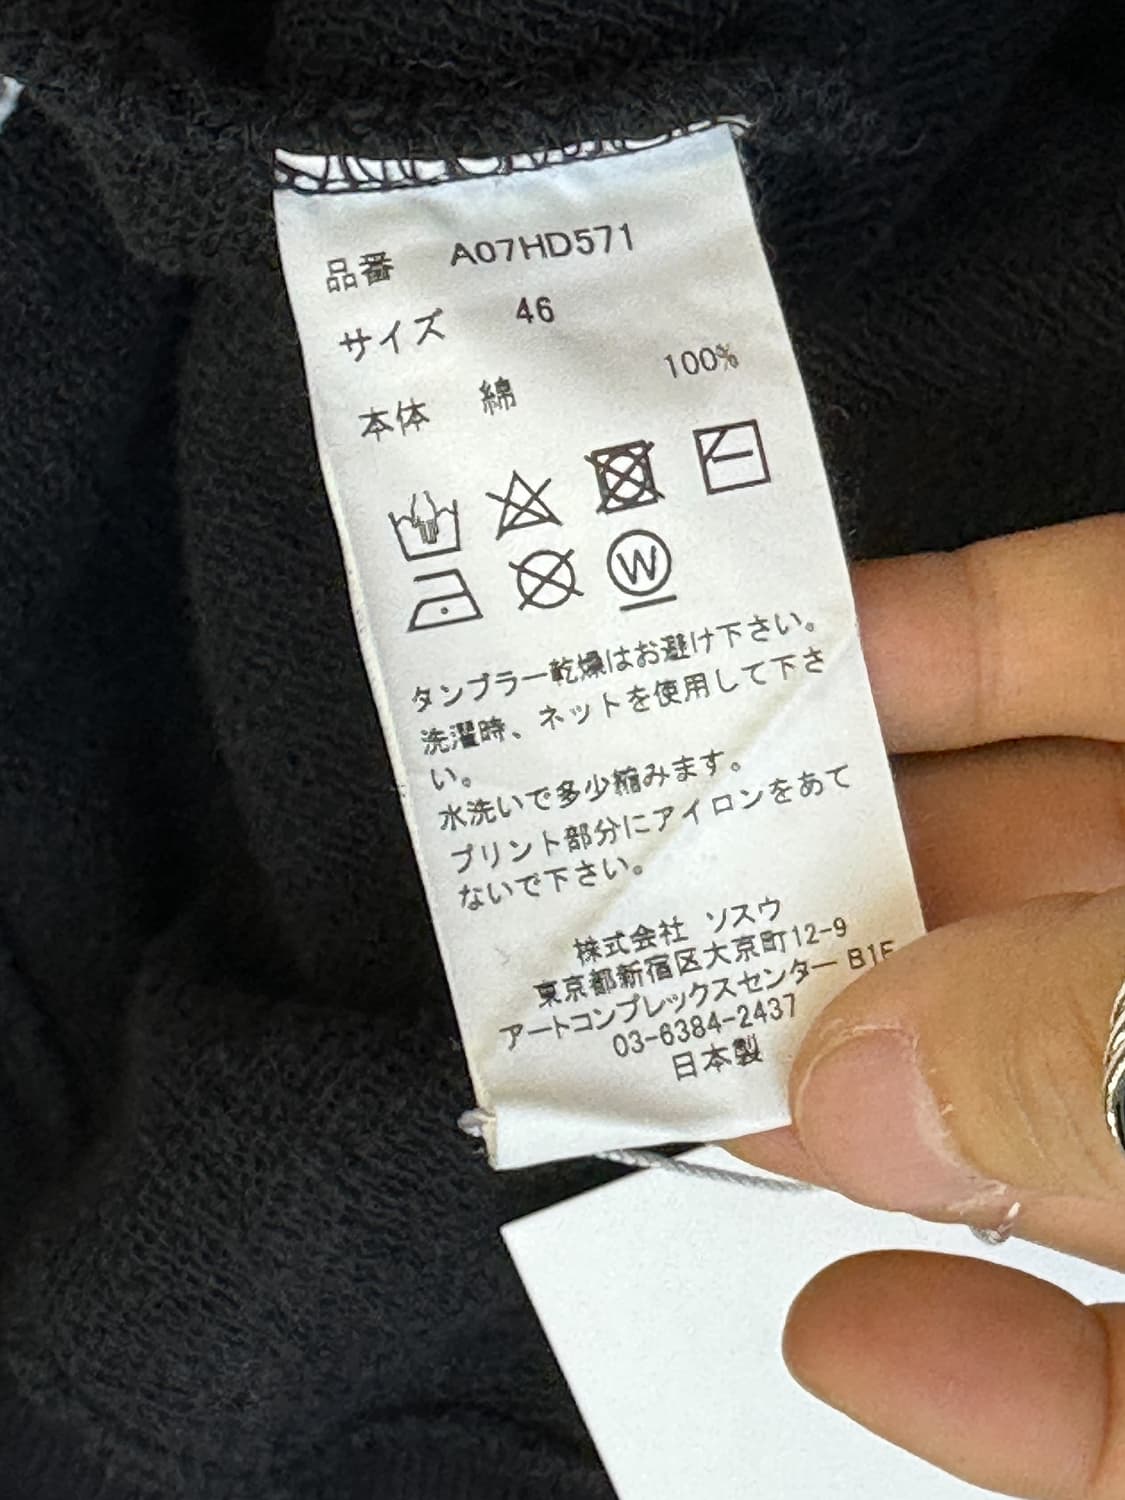 品番 A07HD571
サイズ 46
本体 綿 100%
W
タンブラー乾燥はお避け下さい。
洗濯時、ネットを使用して下さ
い。
水洗いで多少縮みます。
プリント部分にアイロンをあて
ないで下さい。
株式会社 ソスウ
東京都新宿区大京町12-9
アートコンプレックスセンター B1F
03-6384-2437
日本製